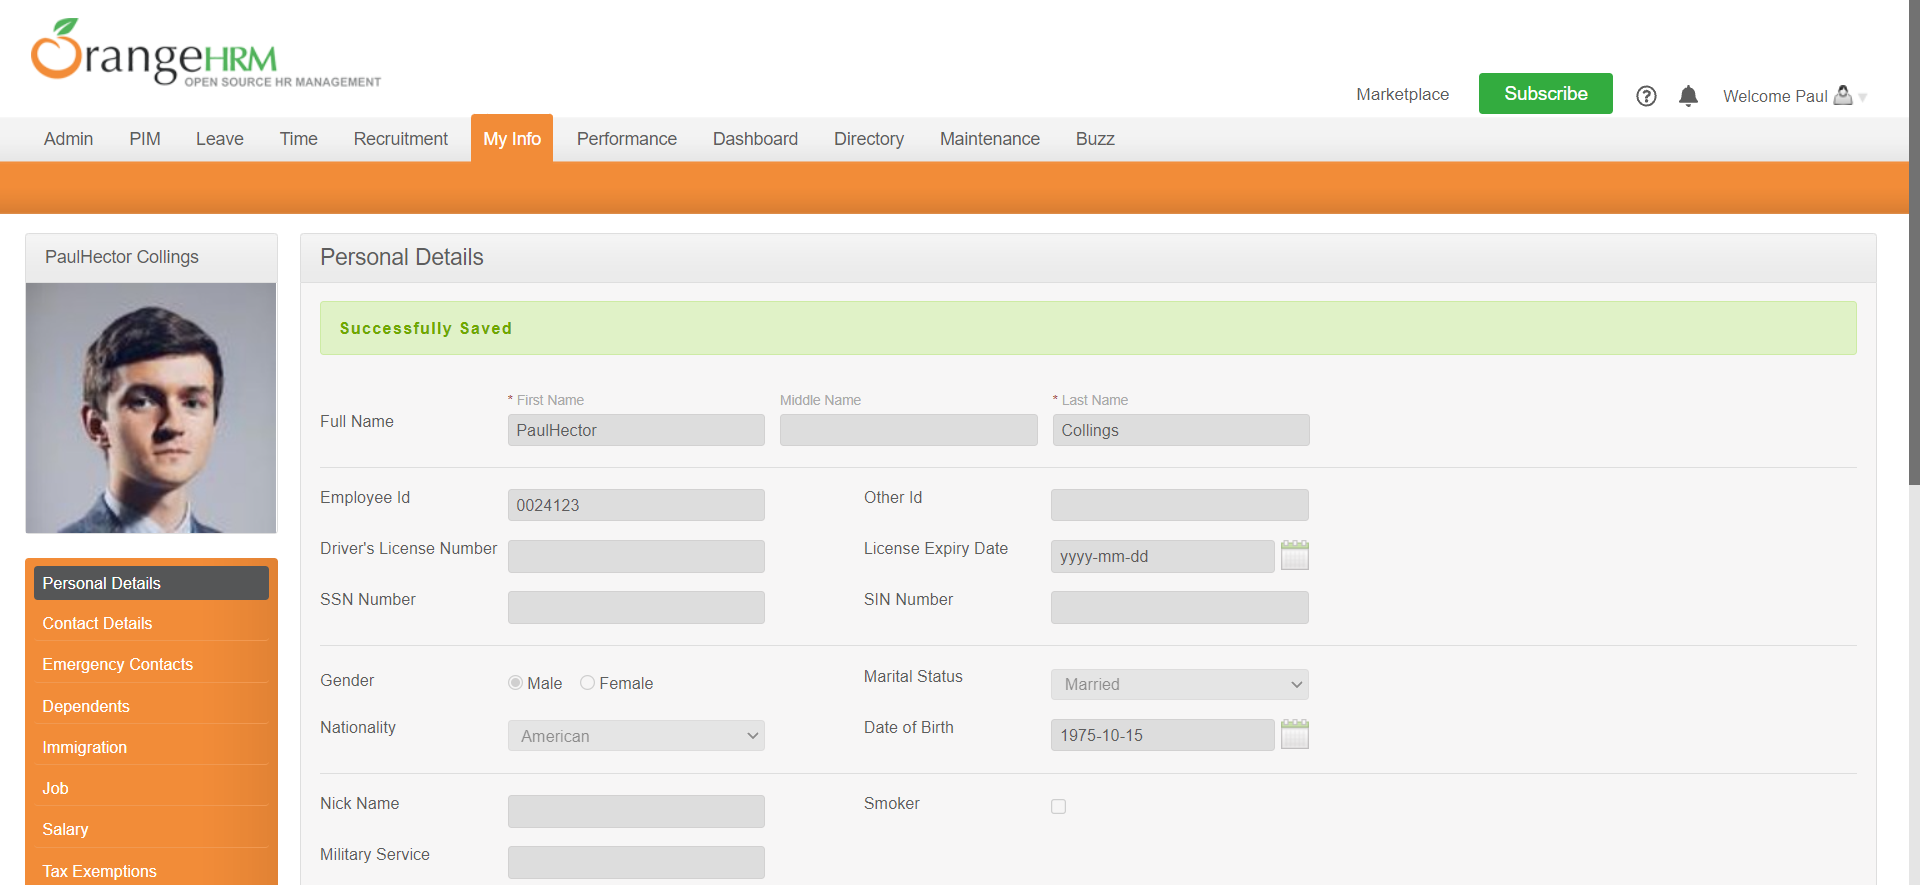 OrangeHRM
OPEN SOURCE HR MANAGEMENT
Marketplace Subscribe Welcome Paul
Admin PIM Leave Time Recruitment My Info Performance Dashboard Directory Maintenance Buzz
PaulHector Collings
Personal Details
Successfully Saved
* First Name Middle Name * Last Name
Full Name PaulHector Collings
Employee Id 0024123 Other Id
Driver's License Number License Expiry Date yyyy-mm-dd
SSN Number SIN Number
Gender Male Female Marital Status Married
Nationality American Date of Birth 1975-10-15
Nick Name Smoker
Military Service
Personal Details
Contact Details
Emergency Contacts
Dependents
Immigration
Job
Salary
Tax Exemptions